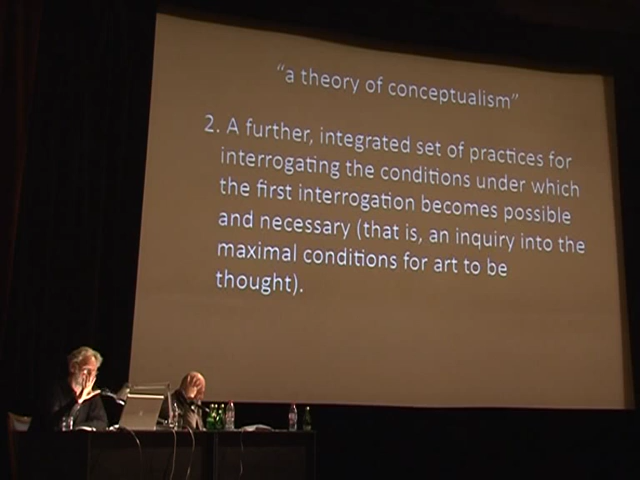 “a theory of conceptualism”
2. A further, integrated set of practices for
interrogating the conditions under which
the first interrogation becomes possible
and necessary (that is, an inquiry into the
maximal conditions for art to be
thought).